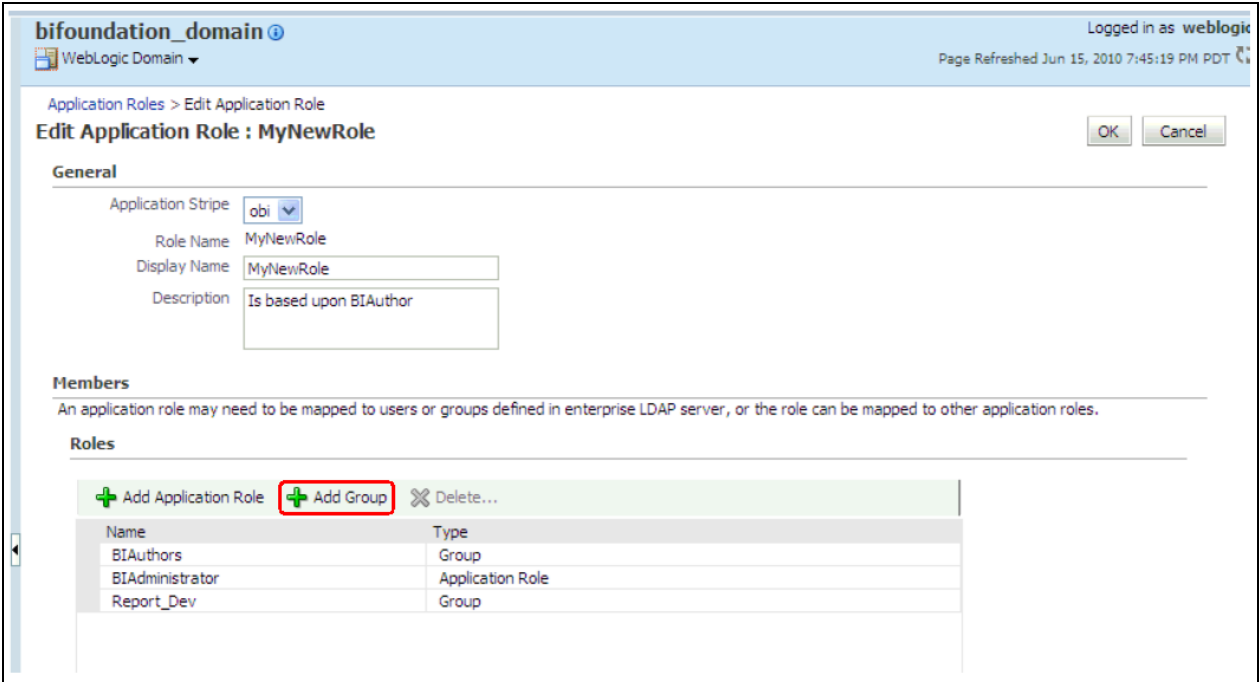 bifoundation_domain
Logged in as weblogic
WebLogic Domain
Page Refreshed Jun 15, 2010 7:45:19 PM PDT
Application Roles > Edit Application Role
Edit Application Role : MyNewRole
OK Cancel
General
Application Stripe obi
Role Name MyNewRole
Display Name MyNewRole
Description Is based upon BIAuthor
Members
An application role may need to be mapped to users or groups defined in enterprise LDAP server, or the role can be mapped to other application roles.
Roles
Add Application Role Add Group Delete...
Name Type
BIAuthors Group
BIAdministrator Application Role
Report_Dev Group